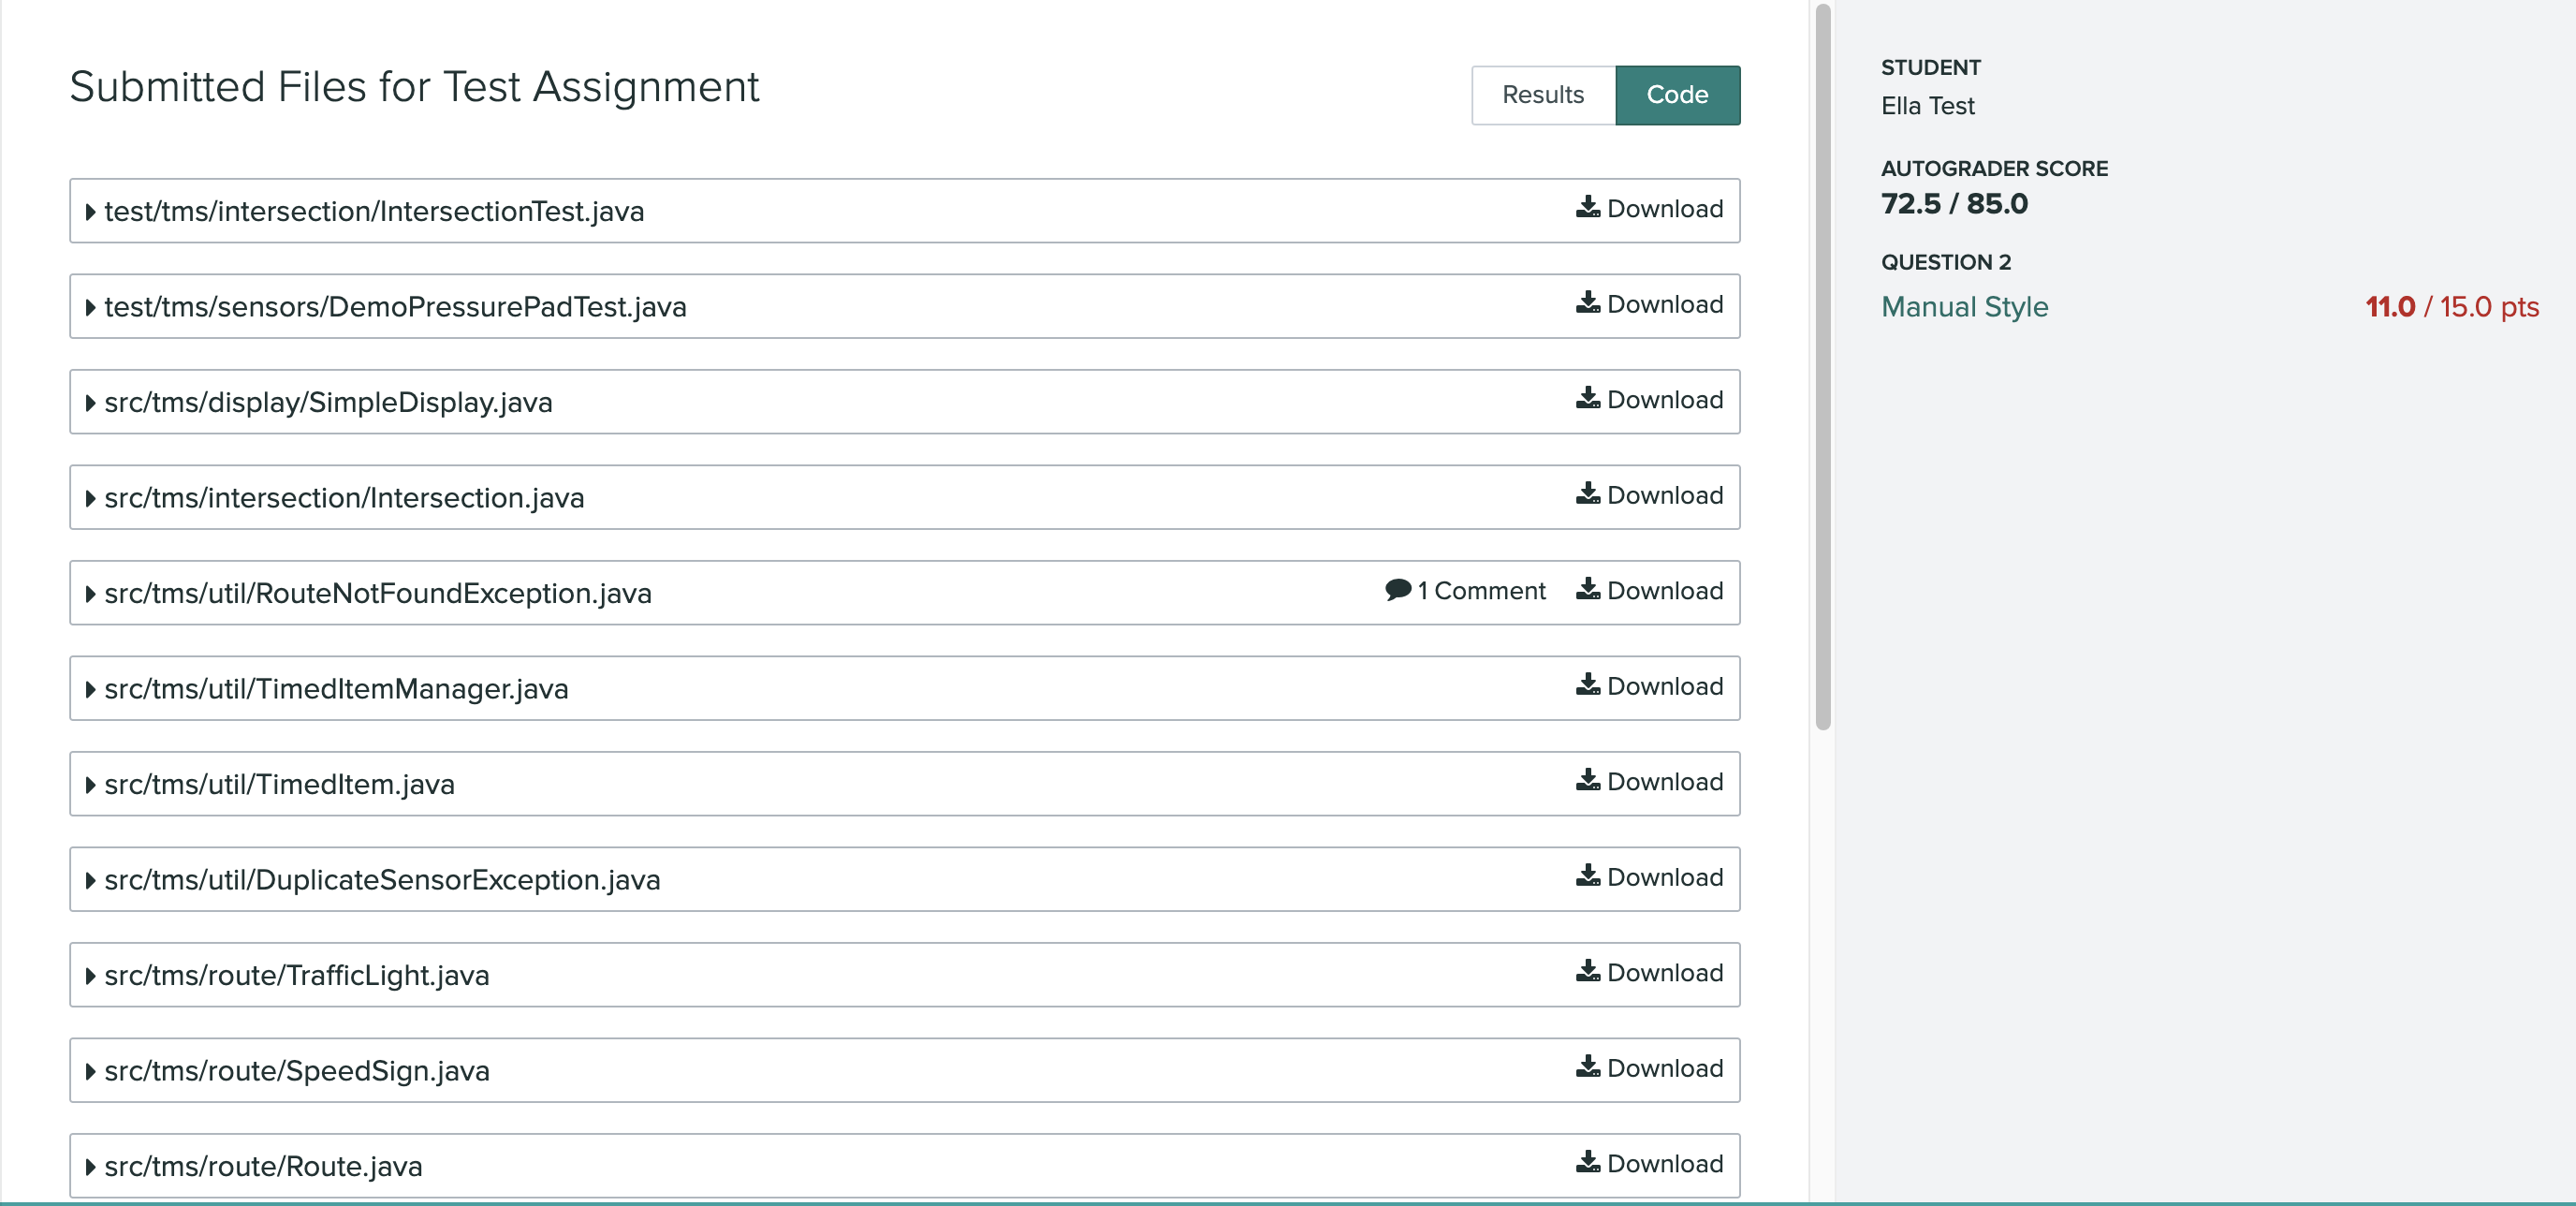 Submitted Files for Test Assignment
Results
Code
test/tms/intersection/IntersectionTest.java
Download
test/tms/sensors/DemoPressurePadTest.java
Download
src/tms/display/SimpleDisplay.java
Download
src/tms/intersection/Intersection.java
Download
src/tms/util/RouteNotFoundException.java
1 Comment
Download
src/tms/util/TimedItemManager.java
Download
src/tms/util/TimedItem.java
Download
src/tms/util/DuplicateSensorException.java
Download
src/tms/route/TrafficLight.java
Download
src/tms/route/SpeedSign.java
Download
src/tms/route/Route.java
Download
STUDENT
Ella Test
AUTOGRADER SCORE
72.5 / 85.0
QUESTION 2
Manual Style
11.0 / 15.0 pts